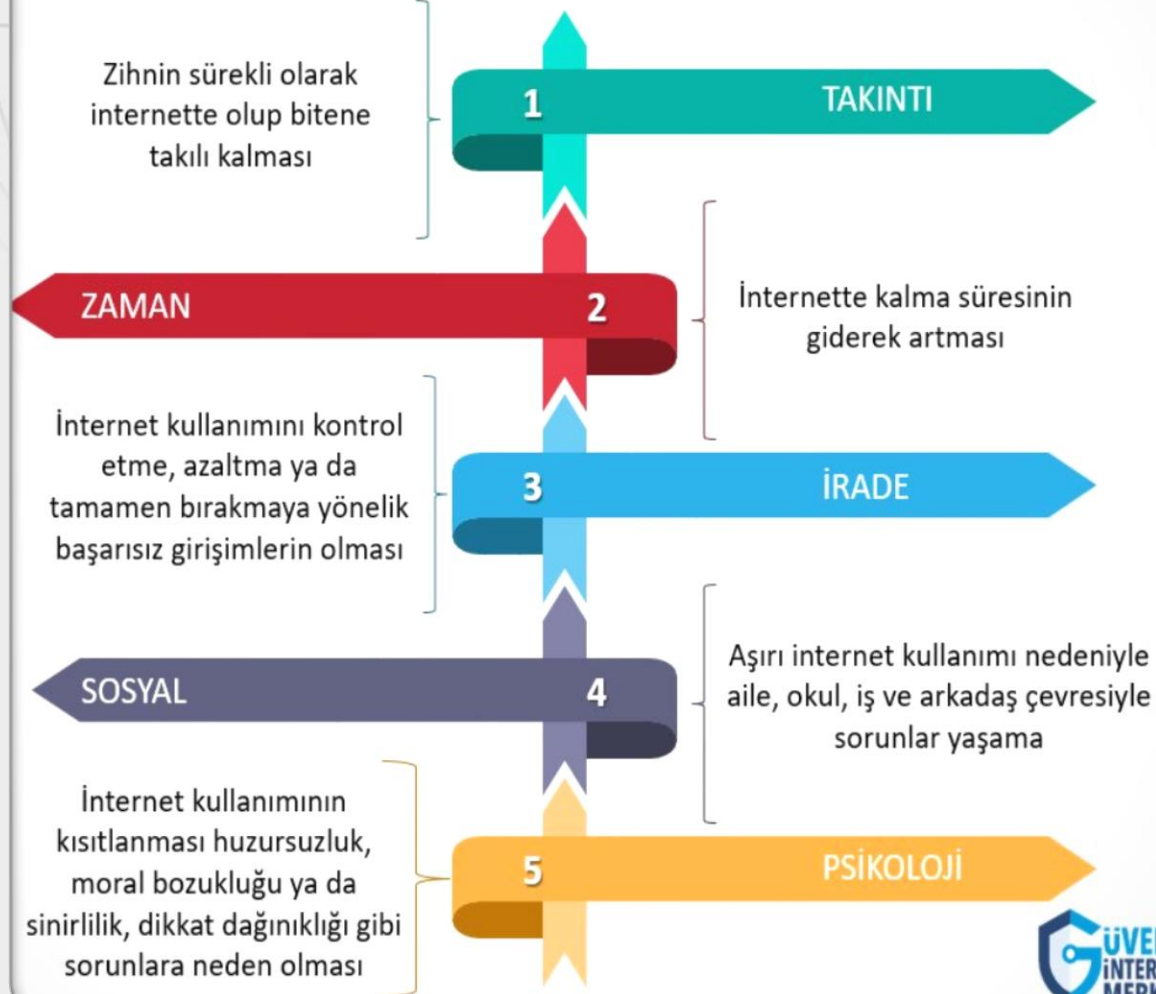 Zihnin sürekli olarak
internette olup bitene
takılı kalması
1
TAKINTI
ZAMAN
2
İnternette kalma süresinin
giderek artması
İnternet kullanımını kontrol
etme, azaltma ya da
tamamen bırakmaya yönelik
başarısız girişimlerin olması
3
İRADE
SOSYAL
4
Aşırı internet kullanımı nedeniyle
aile, okul, iş ve arkadaş çevresiyle
sorunlar yaşama
İnternet kullanımının
kısıtlanması huzursuzluk,
moral bozukluğu ya da
sinirlilik, dikkat dağınıklığı gibi
sorunlara neden olması
5
PSİKOLOJİ